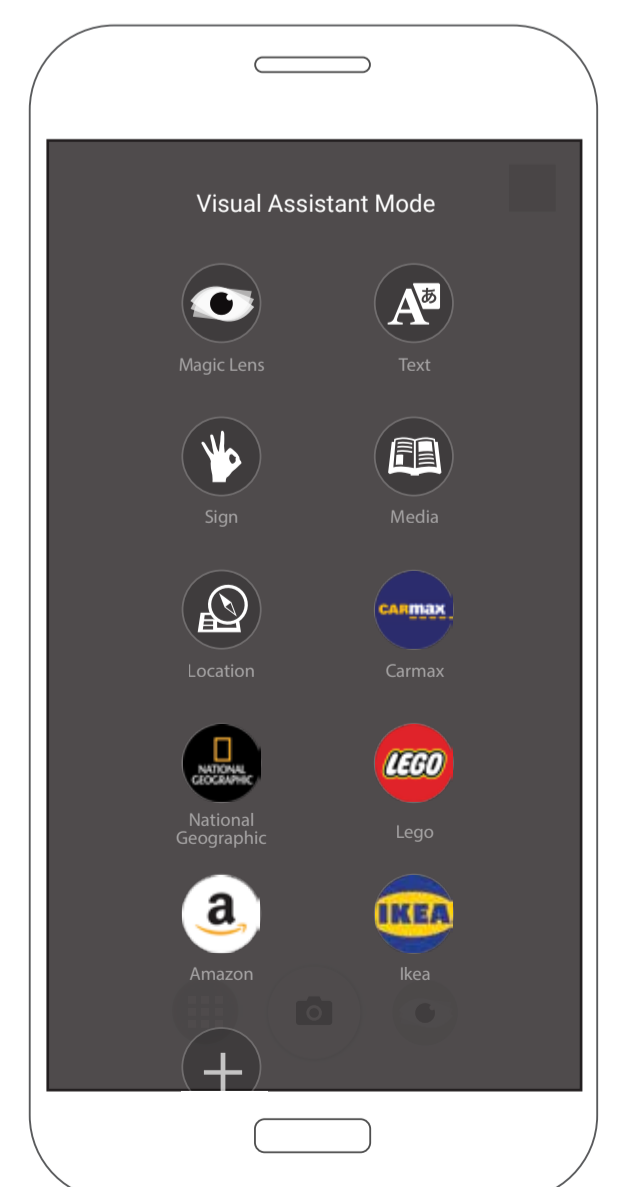 Visual Assistant Mode
A あ
Magic Lens
Text
Sign
Media
CARmax
Location
Carmax
NATIONAL
GEOGRAPHIC
LEGO
National
Geographic
Lego
a
IKEA
Amazon
Ikea